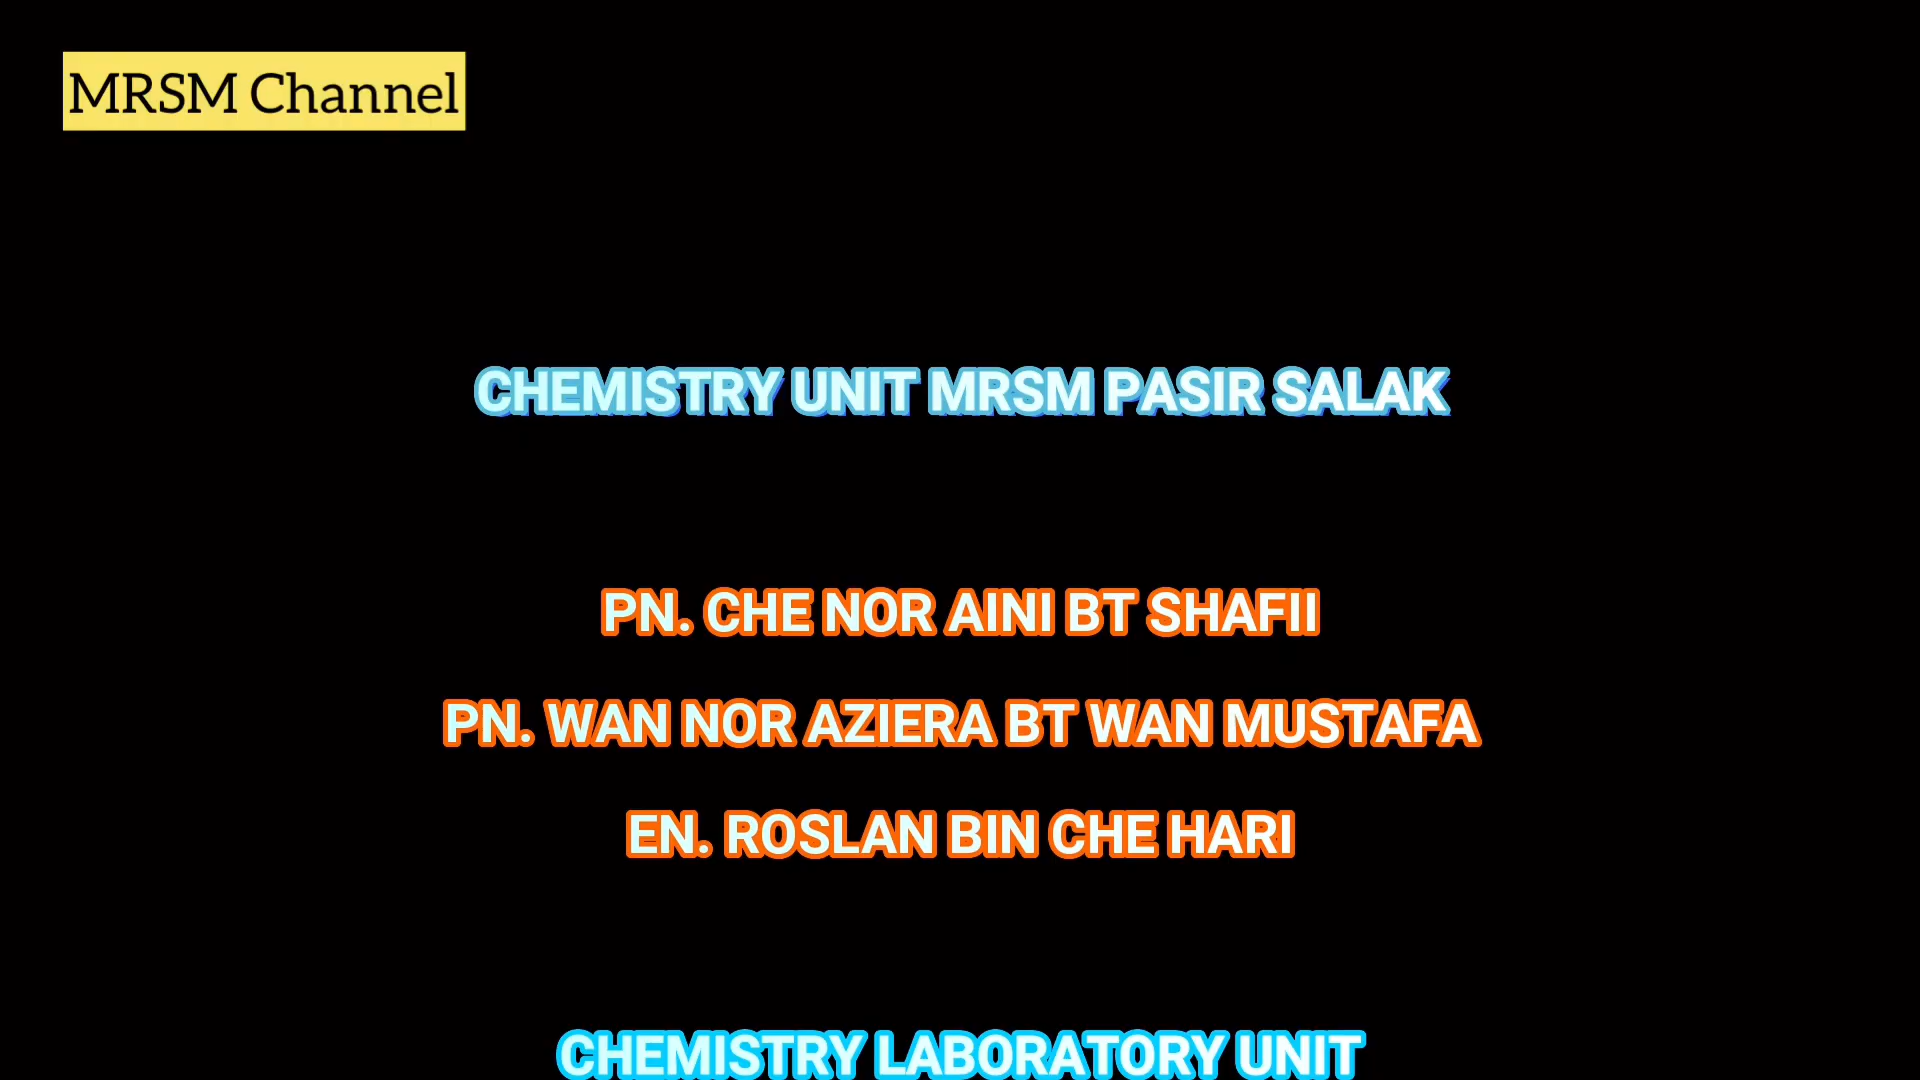 MRSM Channel
CHEMISTRY UNIT MRSM PASIR SALAK
PN. CHE NOR AINI BT SHAFII
PN. WAN NOR AZIERA BT WAN MUSTAFA
EN. ROSLAN BIN CHE HARI
CHEMISTRY LABORATORY UNIT